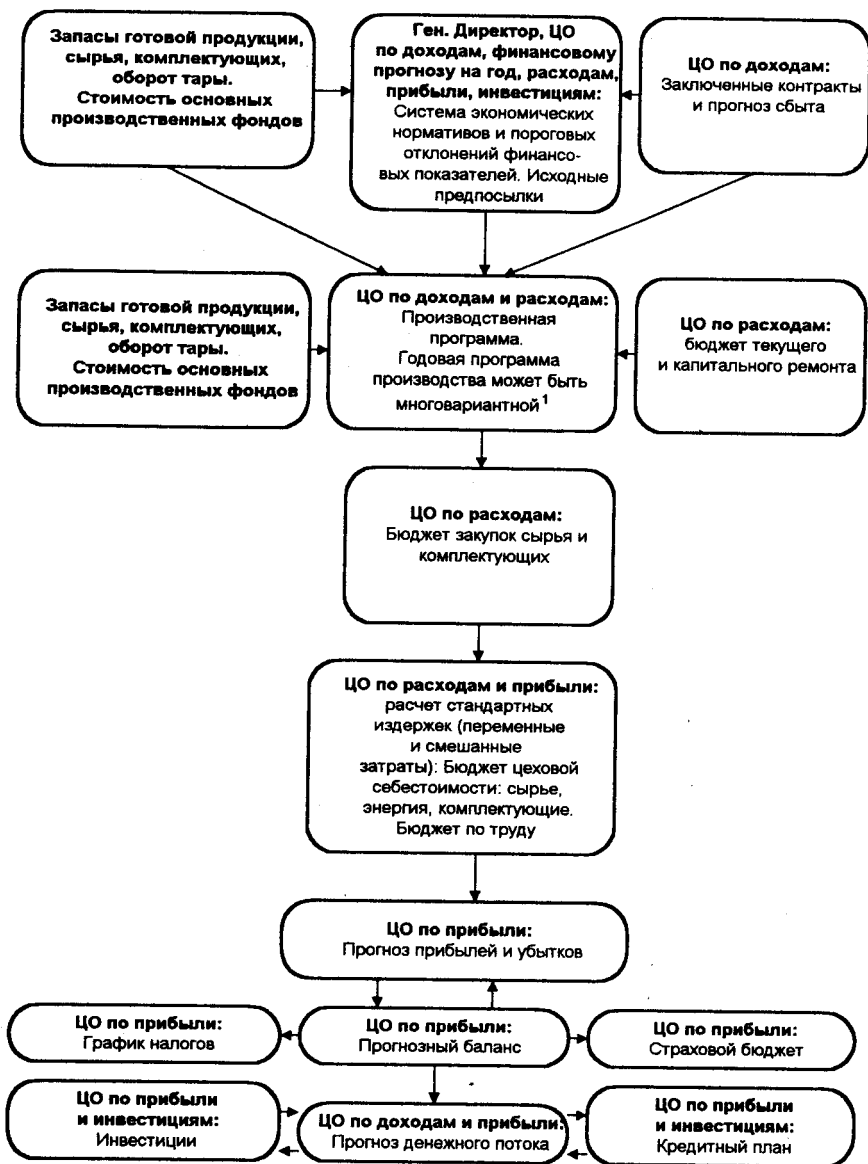 Запасы готовой продукции,
сырья, комплектующих,
оборот тары.
Стоимость основных
производственных фондов
Ген. Директор, ЦО
по доходам, финансовому
прогнозу на год, расходам,
прибыли, инвестициям:
Система экономических
нормативов и пороговых
отклонений финансо-
вых показателей. Исходные
предпосылки
ЦО по доходам:
Заключенные контракты
и прогноз сбыта
Запасы готовой продукции,
сырья, комплектующих,
оборот тары.
Стоимость основных
производственных фондов
ЦО по доходам и расходам:
Производственная
программа.
Годовая программа
производства может быть
многовариантной¹
ЦО по расходам:
бюджет текущего
и капитального ремонта
ЦО по расходам:
Бюджет закупок сырья и
комплектующих
ЦО по расходам и прибыли:
расчет стандартных
издержек (переменные
и смешанные
затраты): Бюджет цеховой
себестоимости: сырье,
энергия, комплектующие.
Бюджет по труду
ЦО по прибыли:
Прогноз прибылей и убытков
ЦО по прибыли:
График налогов
ЦО по прибыли:
Прогнозный баланс
ЦО по прибыли:
Страховой бюджет
ЦО по прибыли
и инвестициям:
Инвестиции
ЦО по доходам и прибыли:
Прогноз денежного потока
ЦО по прибыли
и инвестициям:
Кредитный план